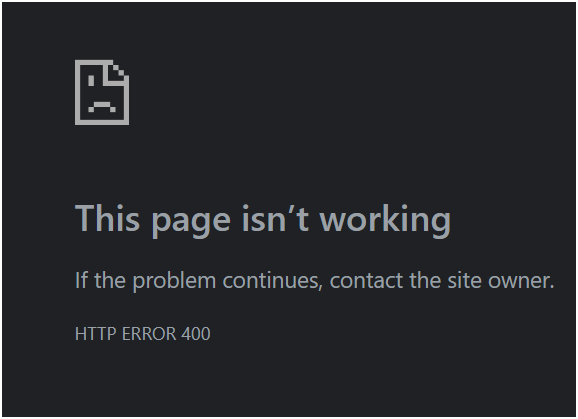 This page isn’t working
If the problem continues, contact the site owner.
HTTP ERROR 400